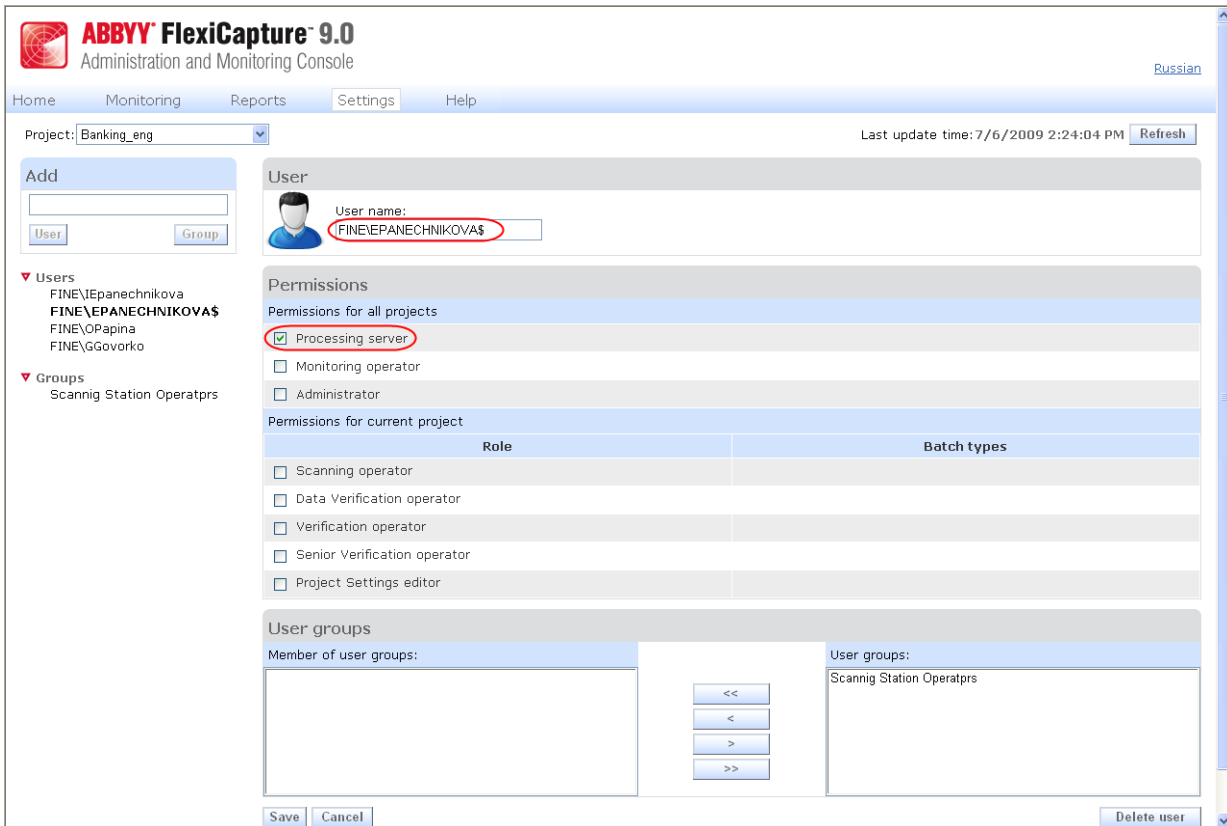 ABBYY® FlexiCapture™ 9.0
Administration and Monitoring Console
Russian
Home Monitoring Reports Settings Help
Project: Banking_eng Last update time: 7/6/2009 2:24:04 PM Refresh
Add
User Group
Users
FINE\IEpanechnikova
FINE\EPANECHNIKOVA$
FINE\OPapina
FINE\GGovorko
Groups
Scannig Station Operatprs
User
User name:
FINE\EPANECHNIKOVA$
Permissions
Permissions for all projects
Processing server
Monitoring operator
Administrator
Permissions for current project
Role Batch types
Scanning operator
Data Verification operator
Verification operator
Senior Verification operator
Project Settings editor
User groups
Member of user groups: User groups:
Scannig Station Operatprs
<<
<
>
>>
Save Cancel Delete user